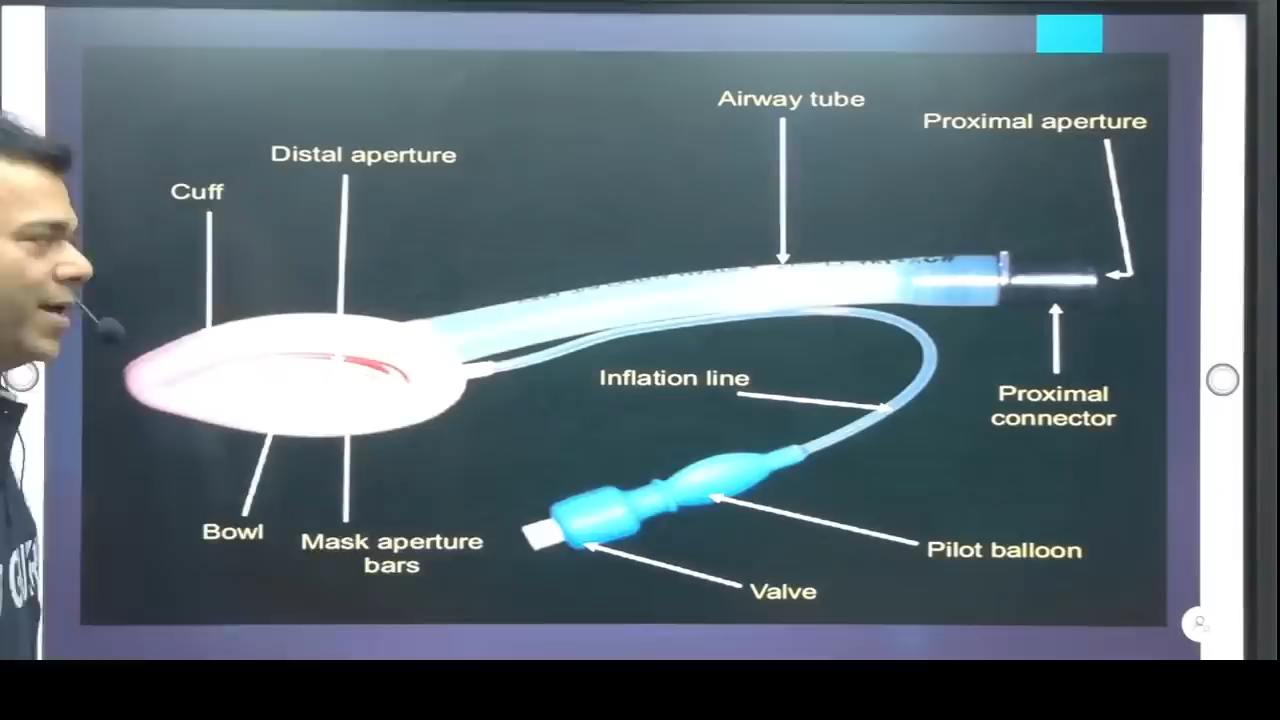 Airway tube
Proximal aperture
Distal aperture
Cuff
Inflation line
Proximal
connector
Bowl
Mask aperture
bars
Pilot balloon
Valve